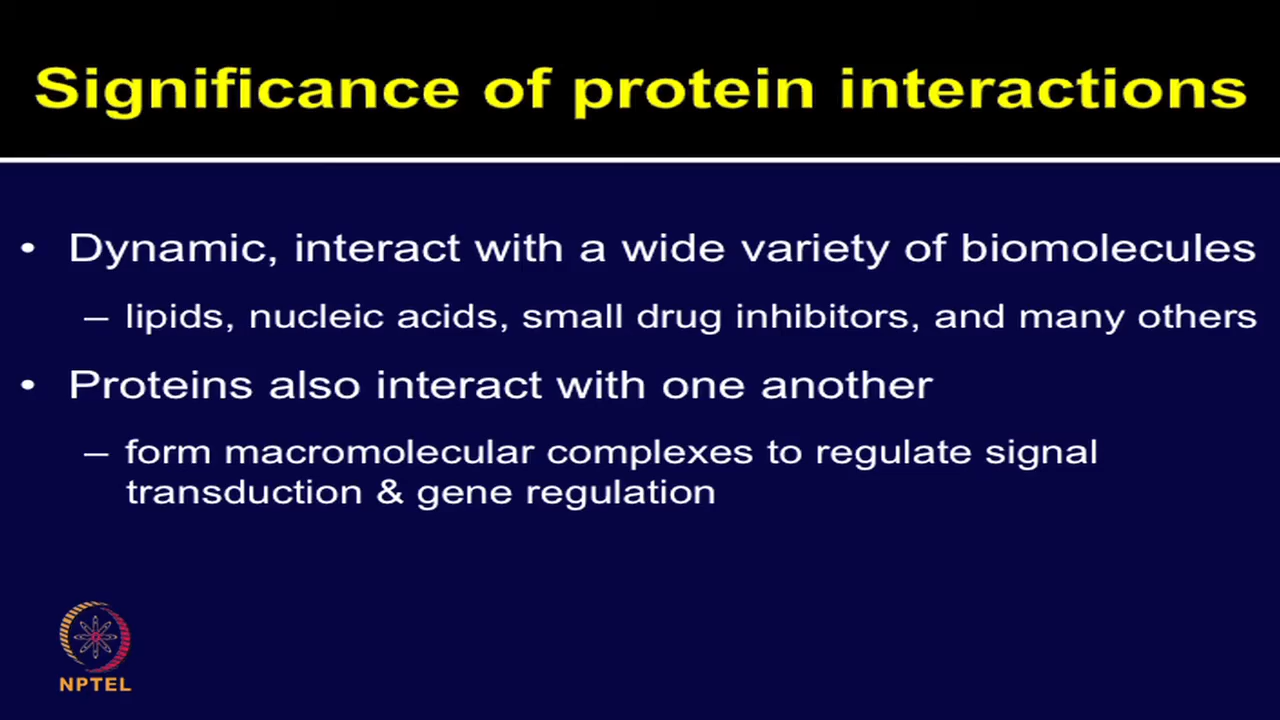 Significance of protein interactions
• Dynamic, interact with a wide variety of biomolecules
– lipids, nucleic acids, small drug inhibitors, and many others
• Proteins also interact with one another
– form macromolecular complexes to regulate signal
transduction & gene regulation
NPTEL